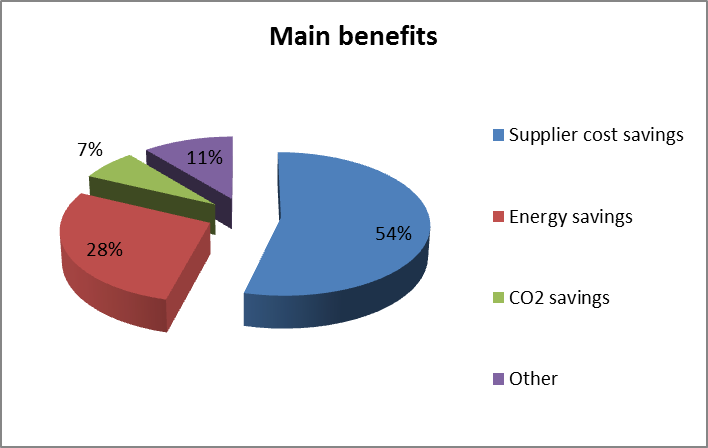 Main benefits
7%
11%
54%
28%
Supplier cost savings
Energy savings
CO2 savings
Other